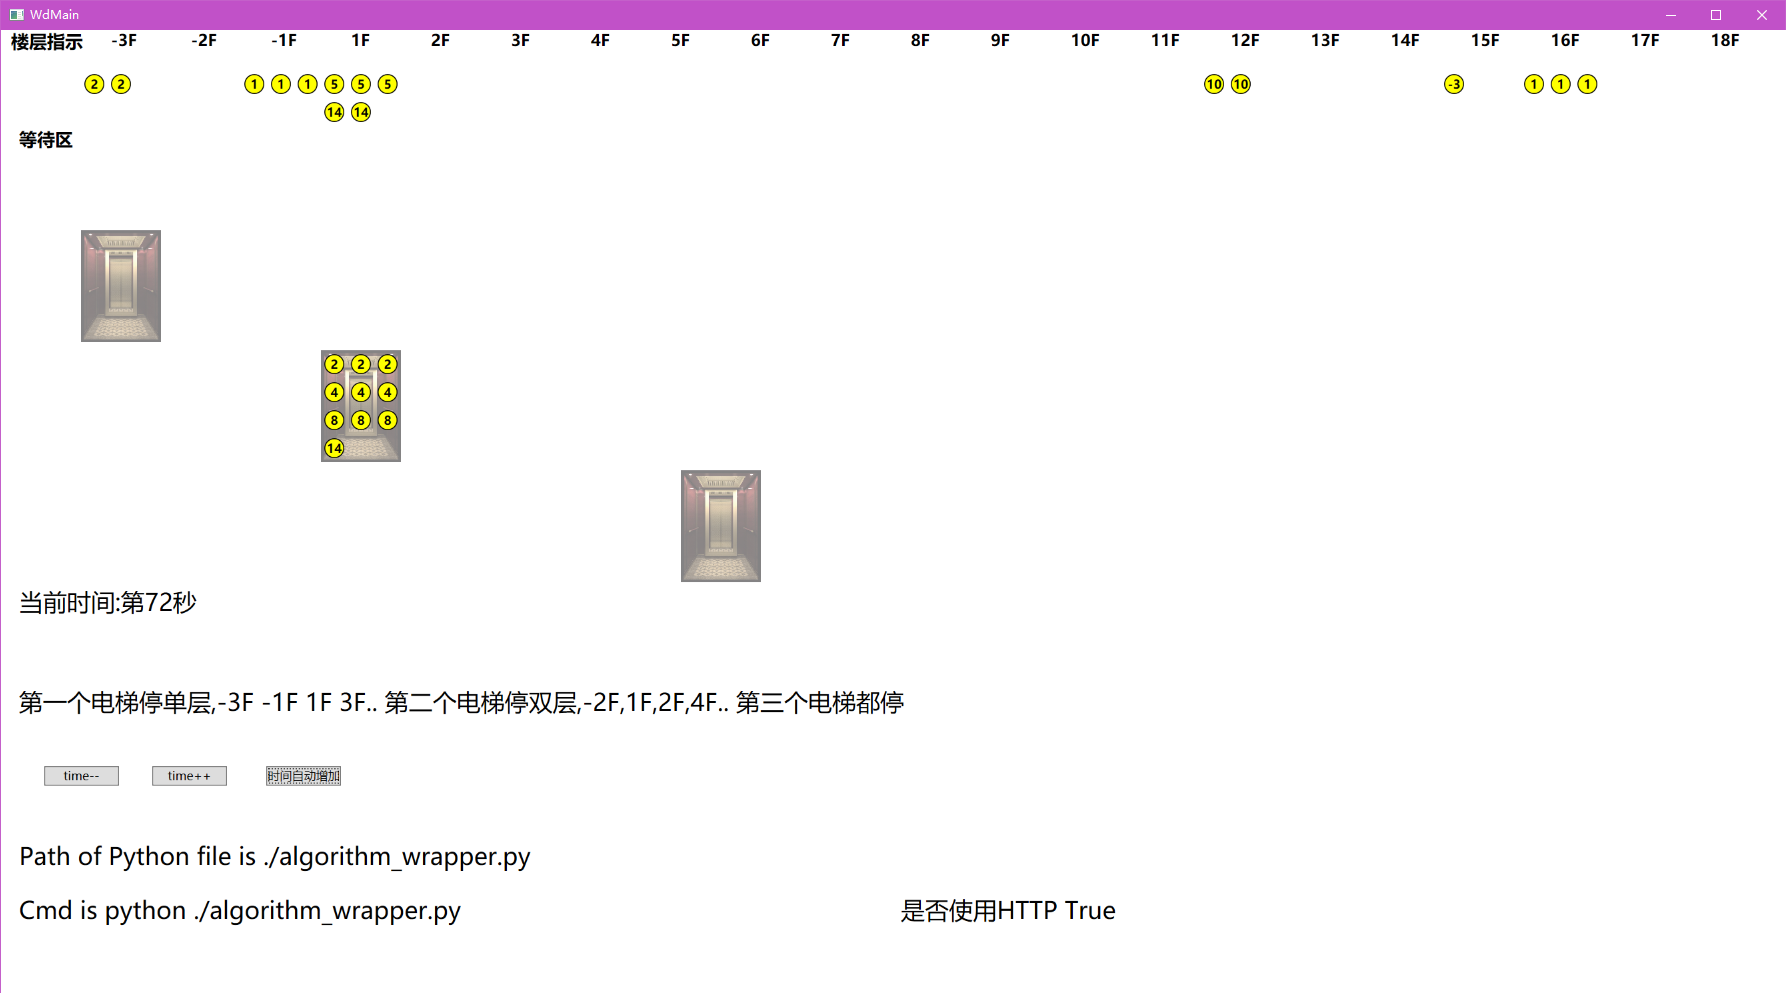 WdMain
楼层指示 -3F -2F -1F 1F 2F 3F 4F 5F 6F 7F 8F 9F 10F 11F 12F 13F 14F 15F 16F 17F 18F
2 2 1 1 1 5 5 5 10 10 -3 1 1 1
14 14
等待区
2 2 2
4 4 4
8 8 8
14
当前时间:第72秒
第一个电梯停单层,-3F -1F 1F 3F.. 第二个电梯停双层,-2F,1F,2F,4F.. 第三个电梯都停
time-- time++ 时间自动增加
Path of Python file is ./algorithm_wrapper.py
Cmd is python ./algorithm_wrapper.py 是否使用HTTP True